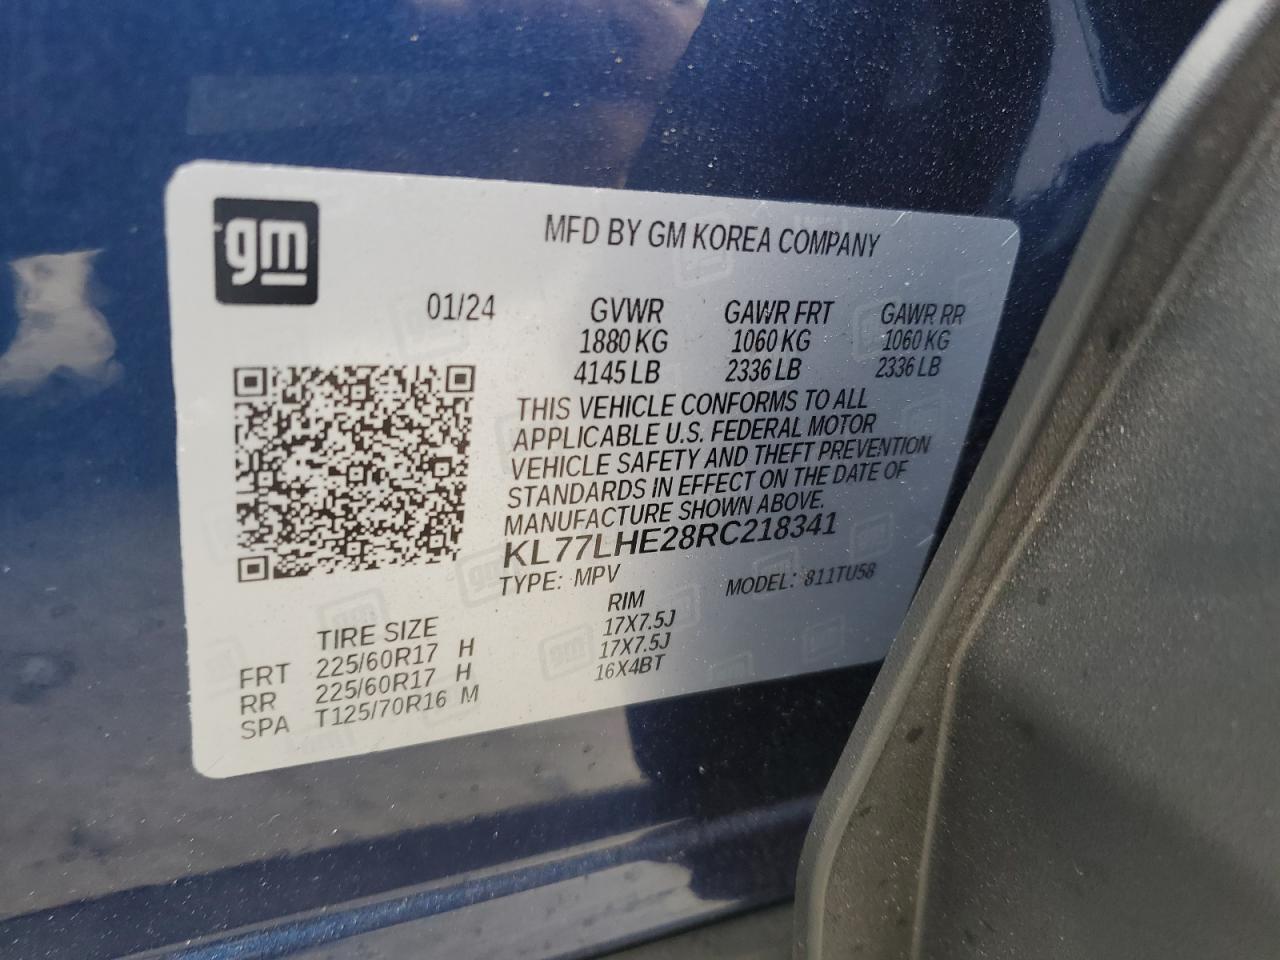 gm
MFD BY GM KOREA COMPANY
01/24 GVWR GAWR FRT GAWR RR
1880 KG 1060 KG 1060 KG
4145 LB 2336 LB 2336 LB
THIS VEHICLE CONFORMS TO ALL
APPLICABLE U.S. FEDERAL MOTOR
VEHICLE SAFETY AND THEFT PREVENTION
STANDARDS IN EFFECT ON THE DATE OF
MANUFACTURE SHOWN ABOVE.
KL77LHE28RC218341
TYPE: MPV MODEL: 811TU58
TIRE SIZE RIM
FRT 225/60R17 H 17X7.5J
RR 225/60R17 H 17X7.5J
SPA T125/70R16 M 16X4BT